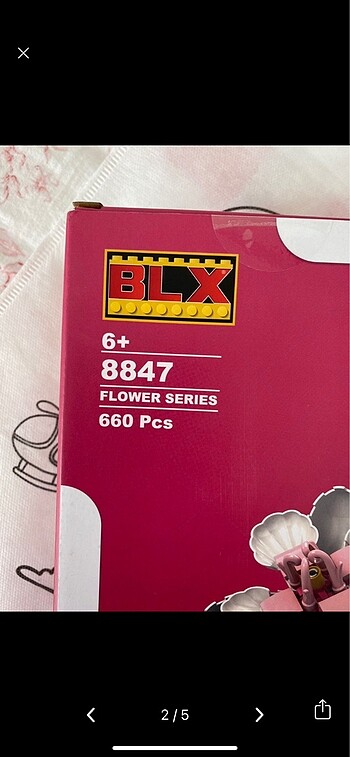 BLX
6+
8847
FLOWER SERIES
660 Pcs
2/5